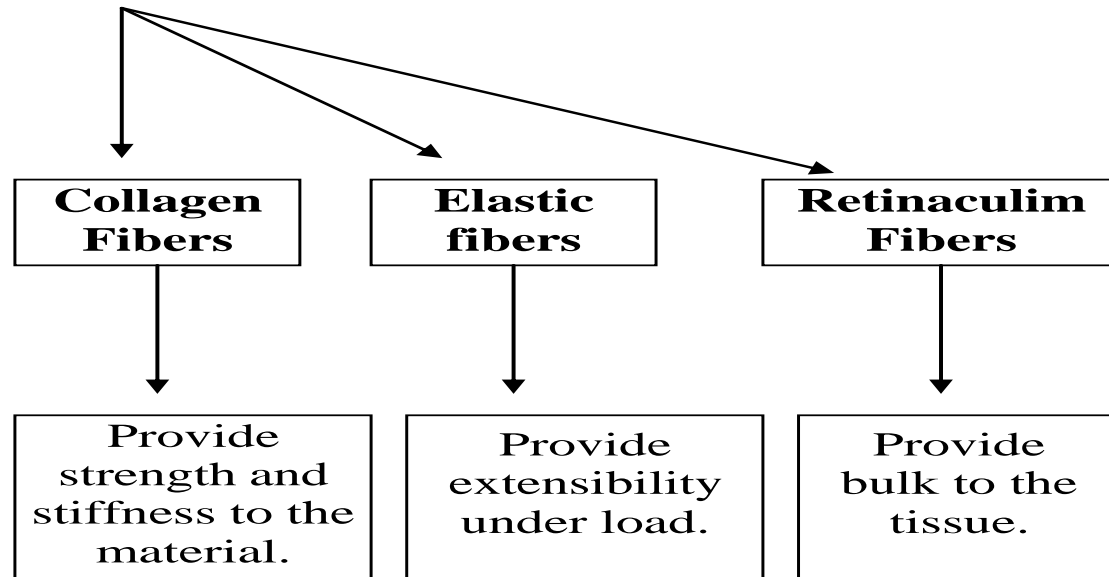 Collagen
Fibers
Elastic
fibers
Retinaculim
Fibers
Provide
strength and
stiffness to the
material.
Provide
extensibility
under load.
Provide
bulk to the
tissue.